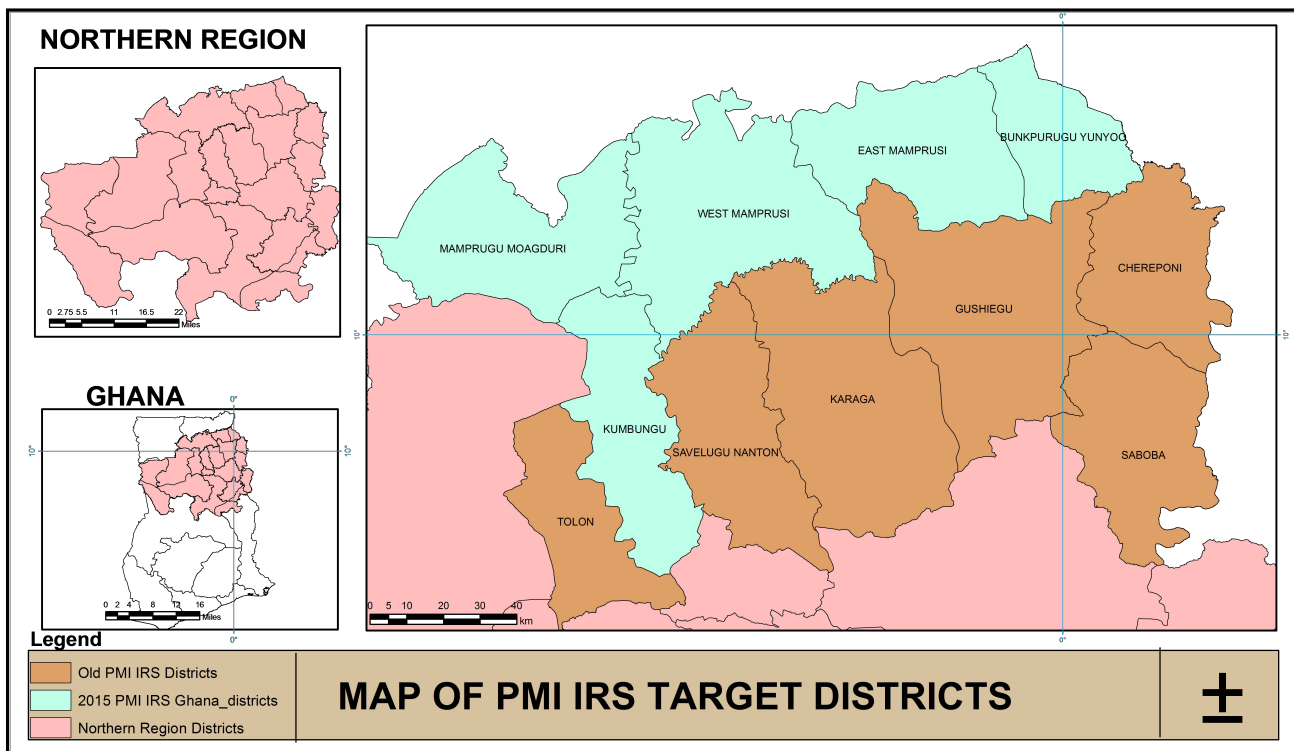 NORTHERN REGION
0 2.75 5.5 11 16.5 22
Miles
GHANA
0°
10°
10°
0 2 4 8 12 16
Miles
0°
0°
BUNKPURUGU YUNYOO
EAST MAMPRUSI
WEST MAMPRUSI
MAMPRUGU MOAGDURI
CHEREPONI
GUSHIEGU
10°
10°
KARAGA
KUMBUNGU
SAVELUGU NANTON
SABOBA
TOLON
0 5 10 20 30 40
km
0°
Legend
Old PMI IRS Districts
2015 PMI IRS Ghana_districts
Northern Region Districts
MAP OF PMI IRS TARGET DISTRICTS
±